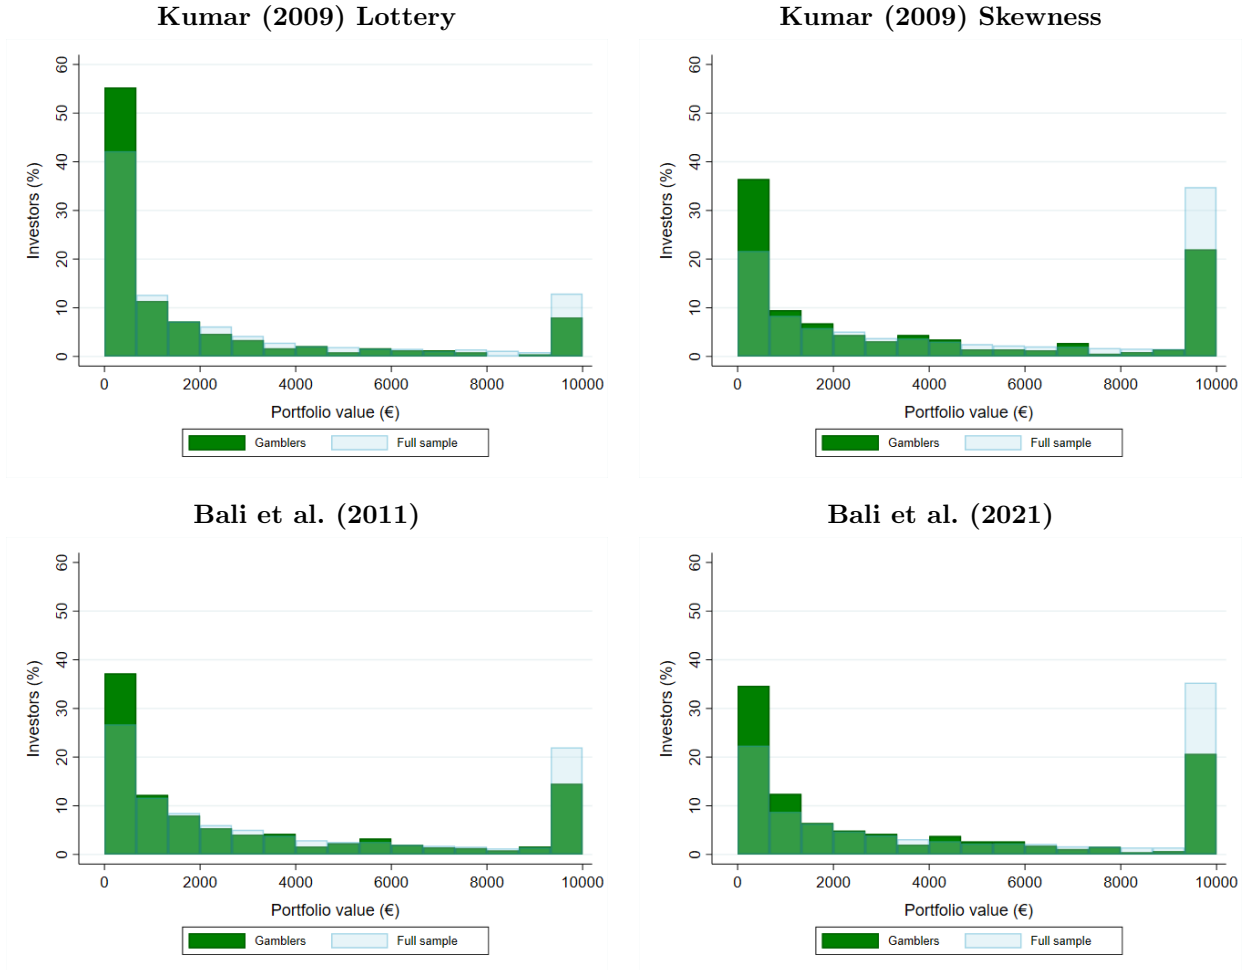 Kumar (2009) Lottery
60
50
40
30
20
10
0
Investors (%)
0 2000 4000 6000 8000 10000
Portfolio value (€)
Gamblers Full sample
Kumar (2009) Skewness
60
50
40
30
20
10
0
Investors (%)
0 2000 4000 6000 8000 10000
Portfolio value (€)
Gamblers Full sample
Bali et al. (2011)
60
50
40
30
20
10
0
Investors (%)
0 2000 4000 6000 8000 10000
Portfolio value (€)
Gamblers Full sample
Bali et al. (2021)
60
50
40
30
20
10
0
Investors (%)
0 2000 4000 6000 8000 10000
Portfolio value (€)
Gamblers Full sample